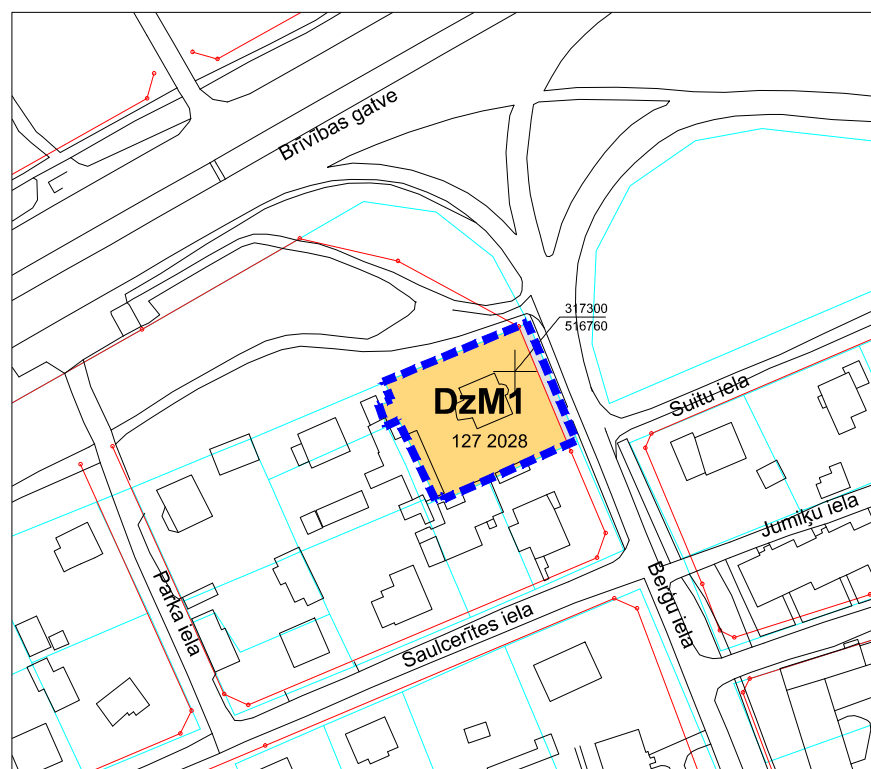 Brīvības gatve
317300
516760
DzM1
127 2028
Suitu iela
Jumiķu iela
Parka iela
Saulcerītes iela
Berģu iela